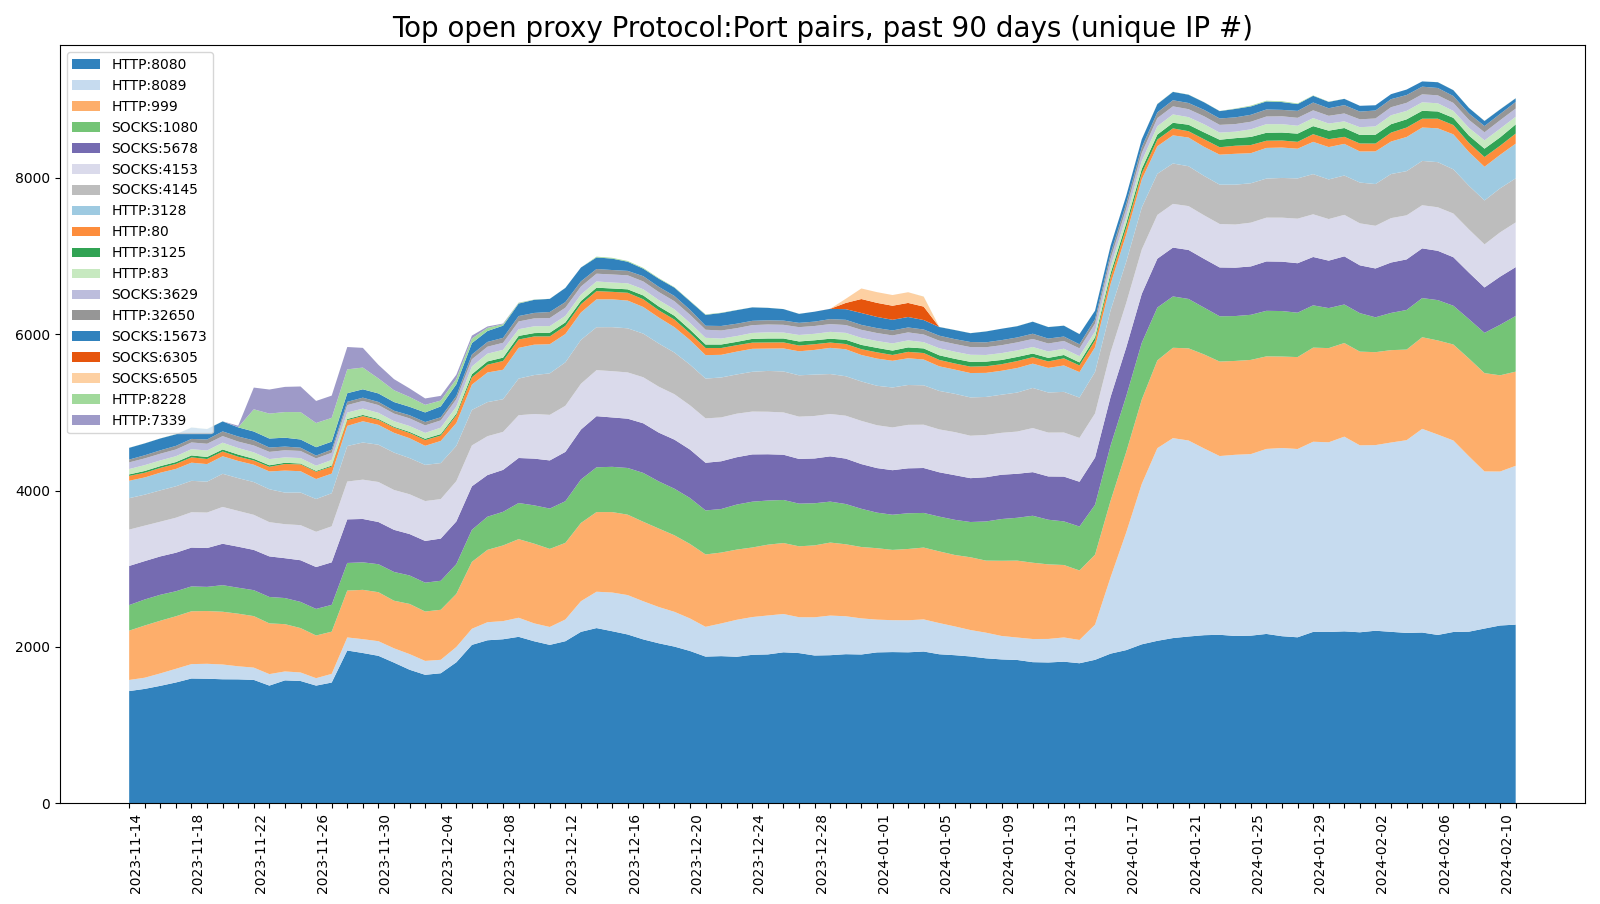 Top open proxy Protocol:Port pairs, past 90 days (unique IP #)
HTTP:8080
HTTP:8089
HTTP:999
SOCKS:1080
SOCKS:5678
SOCKS:4153
SOCKS:4145
HTTP:3128
HTTP:80
HTTP:3125
HTTP:83
SOCKS:3629
HTTP:32650
SOCKS:15673
SOCKS:6305
SOCKS:6505
HTTP:8228
HTTP:7339
8000
6000
4000
2000
0
2023-11-14
2023-11-18
2023-11-22
2023-11-26
2023-11-30
2023-12-04
2023-12-08
2023-12-12
2023-12-16
2023-12-20
2023-12-24
2023-12-28
2024-01-01
2024-01-05
2024-01-09
2024-01-13
2024-01-17
2024-01-21
2024-01-25
2024-01-29
2024-02-02
2024-02-06
2024-02-10